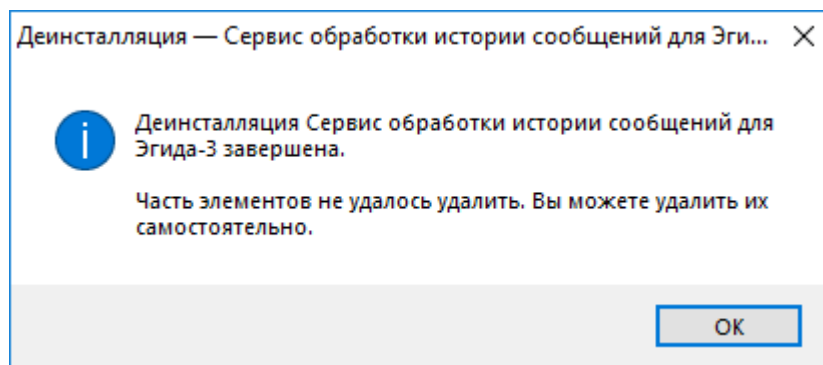 Деинсталляция — Сервис обработки истории сообщений для Эги...
Деинсталляция Сервис обработки истории сообщений для
Эгида-3 завершена.
Часть элементов не удалось удалить. Вы можете удалить их
самостоятельно.
ОК